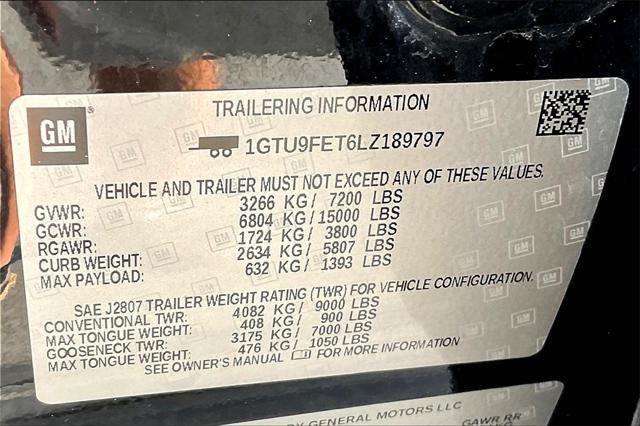 GM
TRAILERING INFORMATION
1GTU9FET6LZ189797
VEHICLE AND TRAILER MUST NOT EXCEED ANY OF THESE VALUES.
GVWR: 3266 KG/ 7200 LBS
GCWR: 6804 KG/ 15000 LBS
RGAWR: 1724 KG/ 3800 LBS
CURB WEIGHT: 2634 KG/ 5807 LBS
MAX PAYLOAD: 632 KG/ 1393 LBS
SAE J2807 TRAILER WEIGHT RATING (TWR) FOR VEHICLE CONFIGURATION.
CONVENTIONAL TWR: 4082 KG/ 9000 LBS
MAX TONGUE WEIGHT: 408 KG/ 900 LBS
GOOSENECK TWR: 3175 KG/ 7000 LBS
MAX TONGUE WEIGHT: 476 KG/ 1050 LBS
SEE OWNER'S MANUAL FOR MORE INFORMATION
BY GENERAL MOTORS LLC
GAWR RR